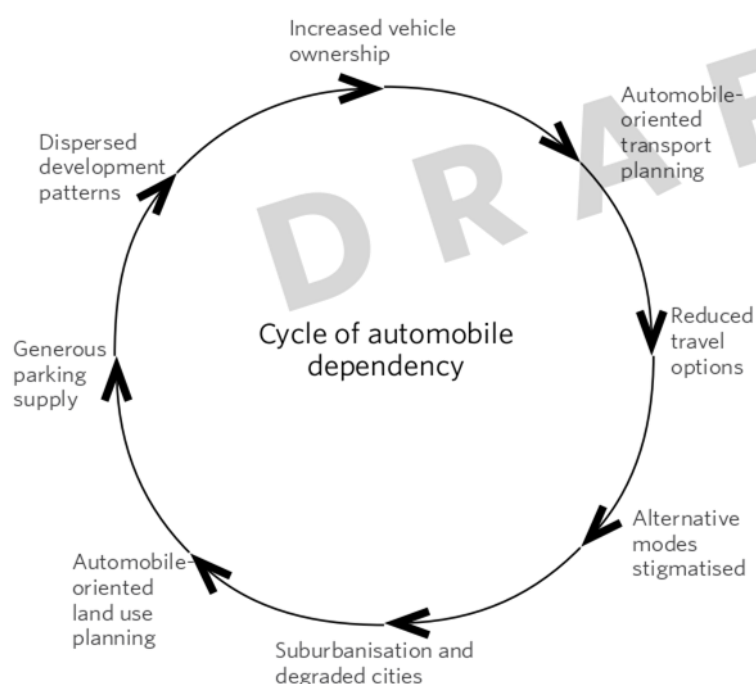 Increased vehicle
ownership
Automobile-
oriented
transport
planning
Reduced
travel
options
Alternative
modes
stigmatised
Suburbanisation and
degraded cities
Automobile-
oriented
land use
planning
Generous
parking
supply
Dispersed
development
patterns
Cycle of automobile
dependency